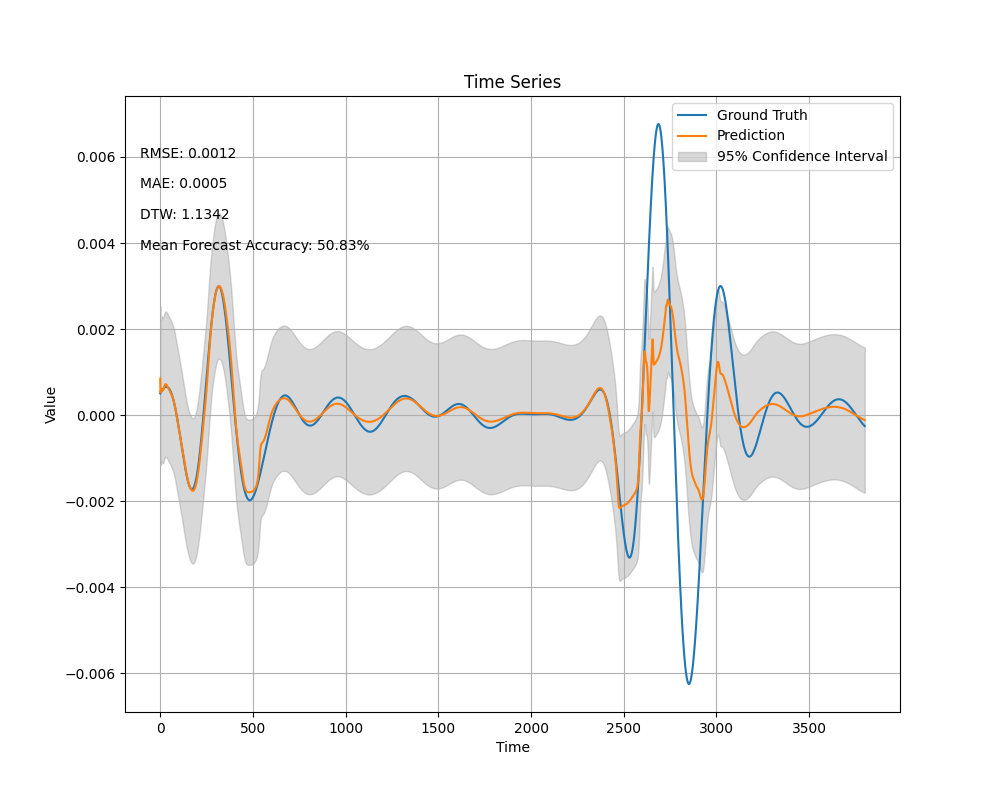 Time Series
Ground Truth
Prediction
95% Confidence Interval
RMSE: 0.0012
MAE: 0.0005
DTW: 1.1342
Mean Forecast Accuracy: 50.83%
Value
0.006
0.004
0.002
0.000
−0.002
−0.004
−0.006
0 500 1000 1500 2000 2500 3000 3500
Time